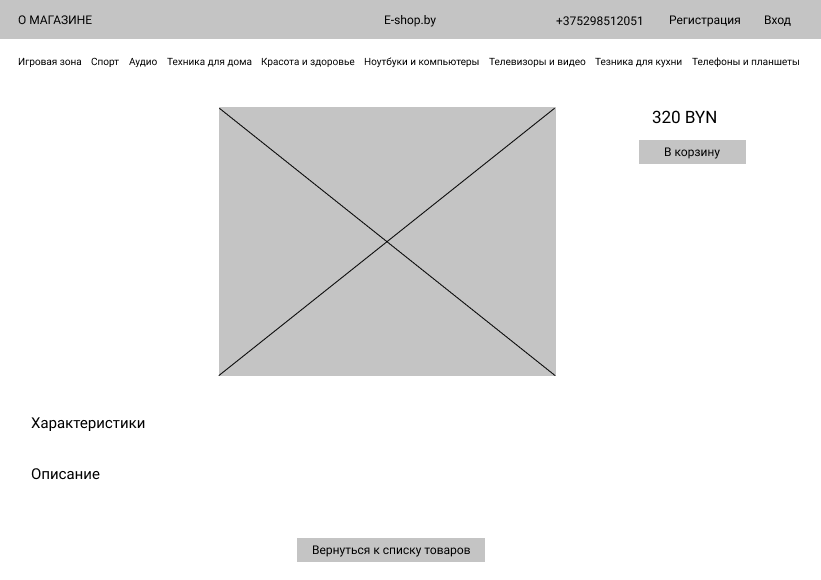 О МАГАЗИНЕ E-shop.by +375298512051 Регистрация Вход
Игровая зона Спорт Аудио Техника для дома Красота и здоровье Ноутбуки и компьютеры Телевизоры и видео Тезника для кухни Телефоны и планшеты
320 BYN
В корзину
Характеристики
Описание
Вернуться к списку товаров